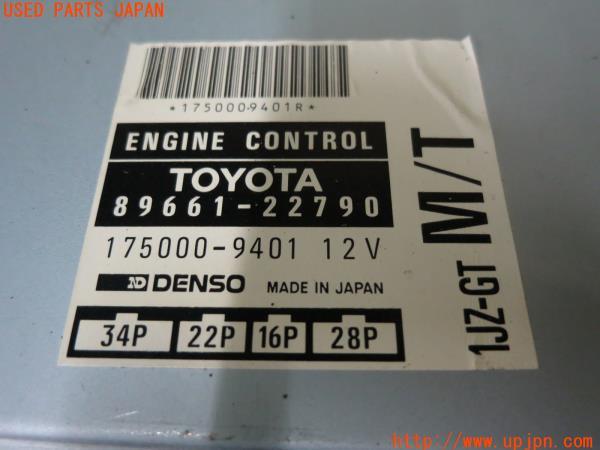 USED PARTS JAPAN
*175000-9401R*
ENGINE CONTROL
TOYOTA
89661-22790
175000-9401 12V
ND DENSO MADE IN JAPAN
34P 22P 16P 28P
1JZ-GT M/T
http://www.upjpn.com/